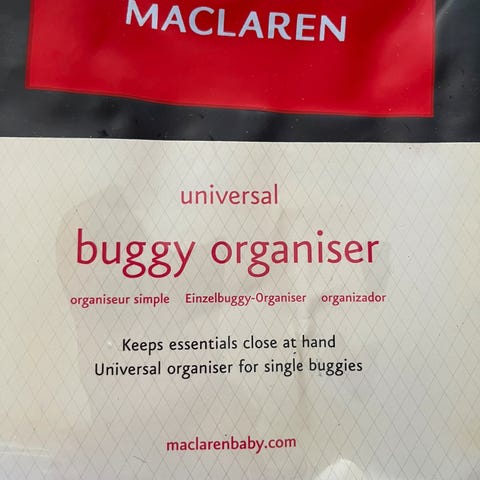 MACLAREN
universal
buggy organiser
organiseur simple Einzelbuggy-Organiser organizador
Keeps essentials close at hand
Universal organiser for single buggies
maclarenbaby.com